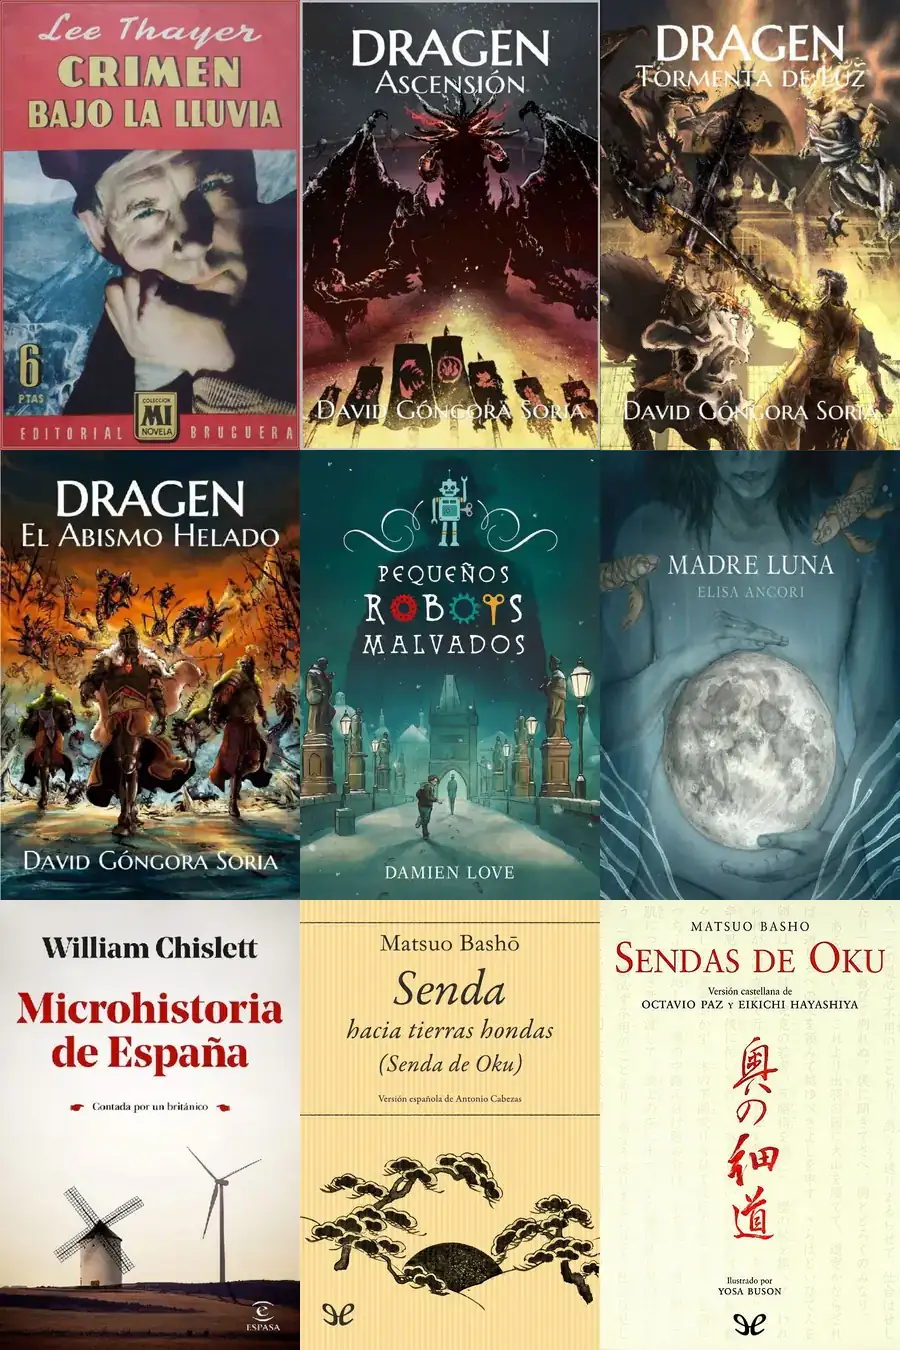 Lee Thayer
CRIMEN
BAJO LA LLUVIA
6
PTAS
COLECCION
MI
NOVELA
EDITORIAL BRUGUERA
DRAGEN
ASCENSIÓN
DAVID GÓNGORA SORIA
DRAGEN
TORMENTA DE LUZ
DAVID GÓNGORA SORIA
DRAGEN
EL ABISMO HELADO
DAVID GÓNGORA SORIA
PEQUEÑOS
ROBOTS
MALVADOS
DAMIEN LOVE
MADRE LUNA
ELISA ANCORI
William Chislett
Microhistoria
de España
Contada por un británico
e
ESPASA
Matsuo Bashō
Senda
hacia tierras hondas
(Senda de Oku)
Versión española de Antonio Cabezas
MATSUO BASHO
SENDAS DE OKU
Versión castellana de
OCTAVIO PAZ Y EIKICHI HAYASHIYA
奥の細道
Ilustrado por
YOSA BUSON